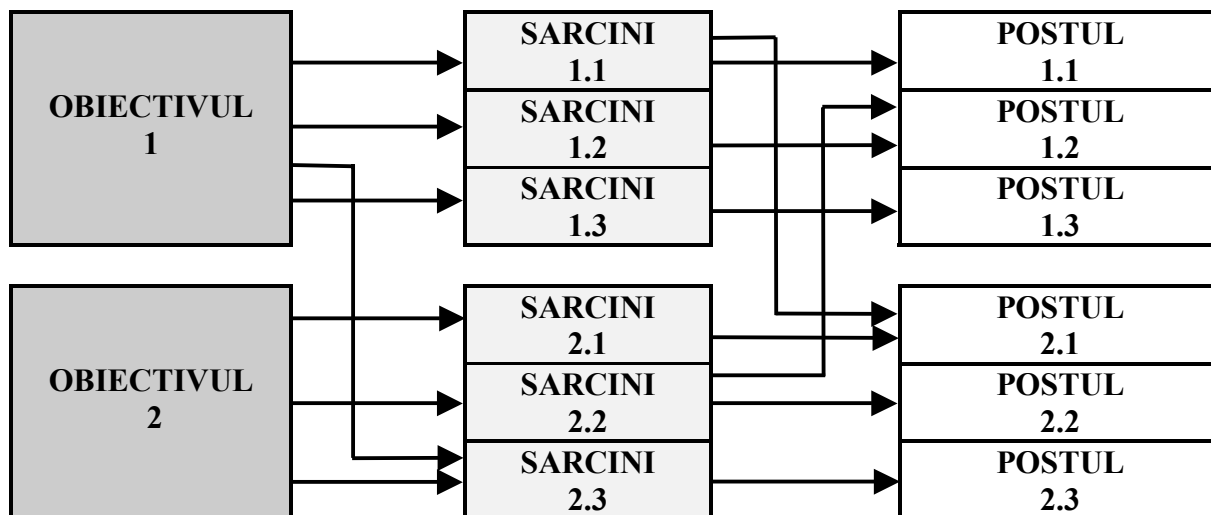 OBIECTIVUL
1
SARCINI
1.1
SARCINI
1.2
SARCINI
1.3
POSTUL
1.1
POSTUL
1.2
POSTUL
1.3
OBIECTIVUL
2
SARCINI
2.1
SARCINI
2.2
SARCINI
2.3
POSTUL
2.1
POSTUL
2.2
POSTUL
2.3